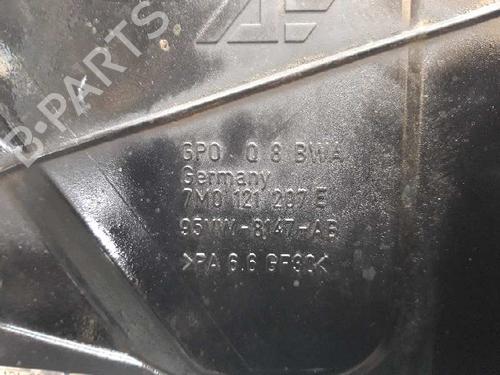 B-PARTS
GPO Q 8 BWA
Germany
7M0 121 207 E
95VW-8147-AB
>PA 6.6 GF30<